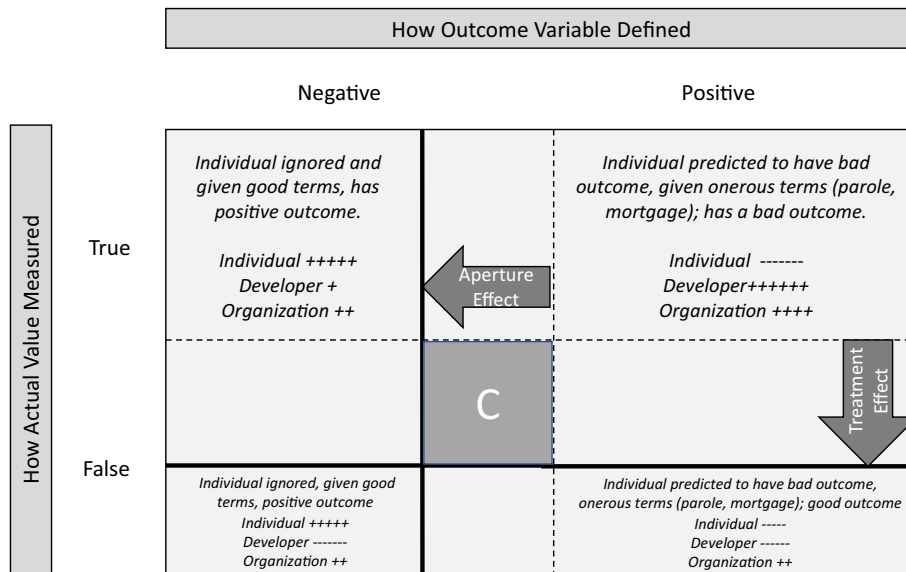 How Outcome Variable Defined
Negative
Positive
How Actual Value Measured
True
Individual ignored and
given good terms, has
positive outcome.
Individual +++++
Developer +
Organization ++
Aperture
Effect
Individual predicted to have bad
outcome, given onerous terms (parole,
mortgage); has a bad outcome.
Individual -------
Developer++++++
Organization ++++
C
Treatment
Effect
False
Individual ignored, given good
terms, positive outcome
Individual +++++
Developer -------
Organization ++
Individual predicted to have bad outcome,
onerous terms (parole, mortgage); good outcome
Individual -----
Developer ------
Organization ++